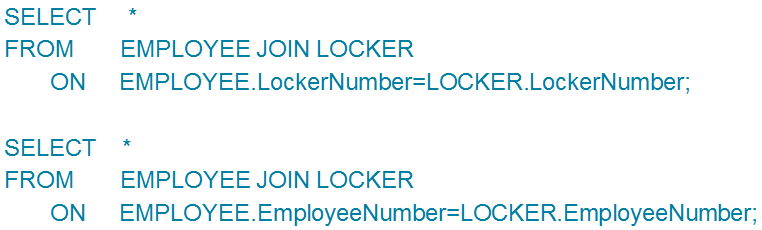 SELECT *
FROM EMPLOYEE JOIN LOCKER
ON EMPLOYEE.LockerNumber=LOCKER.LockerNumber;
SELECT *
FROM EMPLOYEE JOIN LOCKER
ON EMPLOYEE.EmployeeNumber=LOCKER.EmployeeNumber;